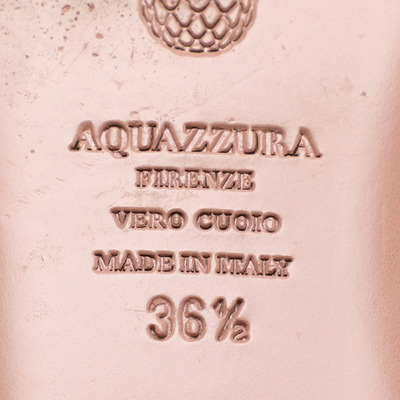 AQUAZZURA
FIRENZE
VERO CUOIO
MADE IN ITALY
36½